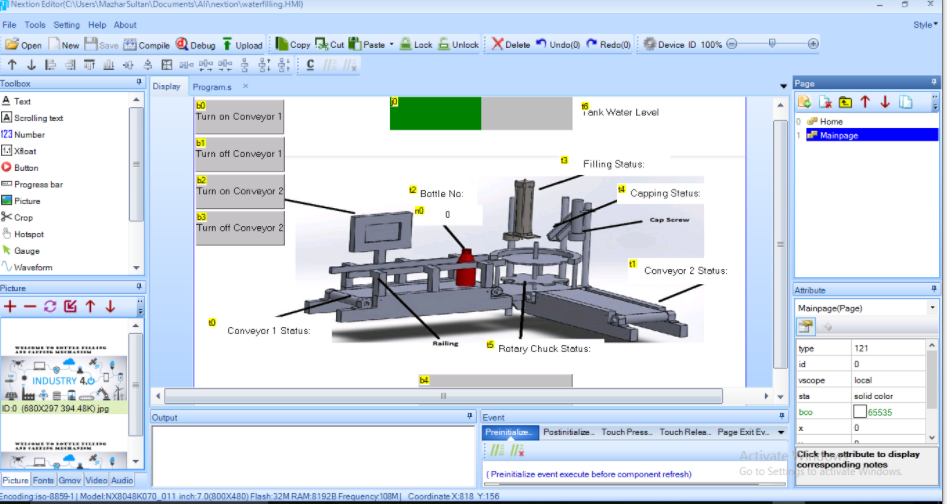 Nextion Editor(C:\Users\MazharSultan\Documents\Ali\nextion\waterfilling.HMI)
File Tools Setting Help About
Style
Open New Save Compile Debug Upload Copy Cut Paste Lock Unlock Delete Undo(0) Redo(0) Device ID 100%
Toolbox
Text
Scrolling text
123 Number
1.1 Xfloat
Button
Progress bar
Picture
Crop
Hotspot
Gauge
Waveform
Picture
WELCOME TO BOTTLE FILLING
AND CAPPING MECHANISM
INDUSTRY 4.0
ID:0 (680X297 394.48K) jpg
WELCOME TO BOTTLE FILLING
AND CAPPING MECHANISM
Picture Fonts Gmov Video Audio
Display Program.s ×
b0
Turn on Conveyor 1
b1
Turn off Conveyor 1
b2
Turn on Conveyor 2
b3
Turn off Conveyor 2
j0
t6
Tank Water Level
t3
Filling Status:
t2
Bottle No:
n0
0
t4
Capping Status:
Cap Screw
t1
Conveyor 2 Status:
t0
Conveyor 1 Status:
Railing
t5
Rotary Chuck Status:
b4
Output
Event
Preinitialize... Postinitialize... Touch Press... Touch Relea... Page Exit Ev...
( Preinitialize event execute before component refresh)
Page
0 Home
1 Mainpage
Attribute
Mainpage(Page)
type 121
id 0
vscope local
sta solid color
bco 65535
x 0
Click the attribute to display
corresponding notes
Activate Windows
Go to Settings to activate Windows.
Encoding:iso-8859-1 Model:NX8048K070_011 inch:7.0(800X480) Flash:32M RAM:8192B Frequency:108M Coordinate X:818 Y:156